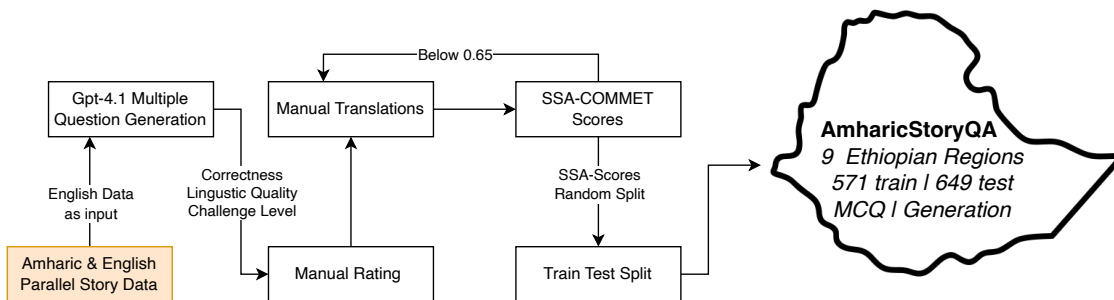 Below 0.65
Gpt-4.1 Multiple
Question Generation
Manual Translations
SSA-COMMET
Scores
English Data
as input
Correctness
Lingustic Quality
Challenge Level
SSA-Scores
Random Split
Amharic & English
Parallel Story Data
Manual Rating
Train Test Split
AmharicStoryQA
9 Ethiopian Regions
571 train | 649 test
MCQ | Generation